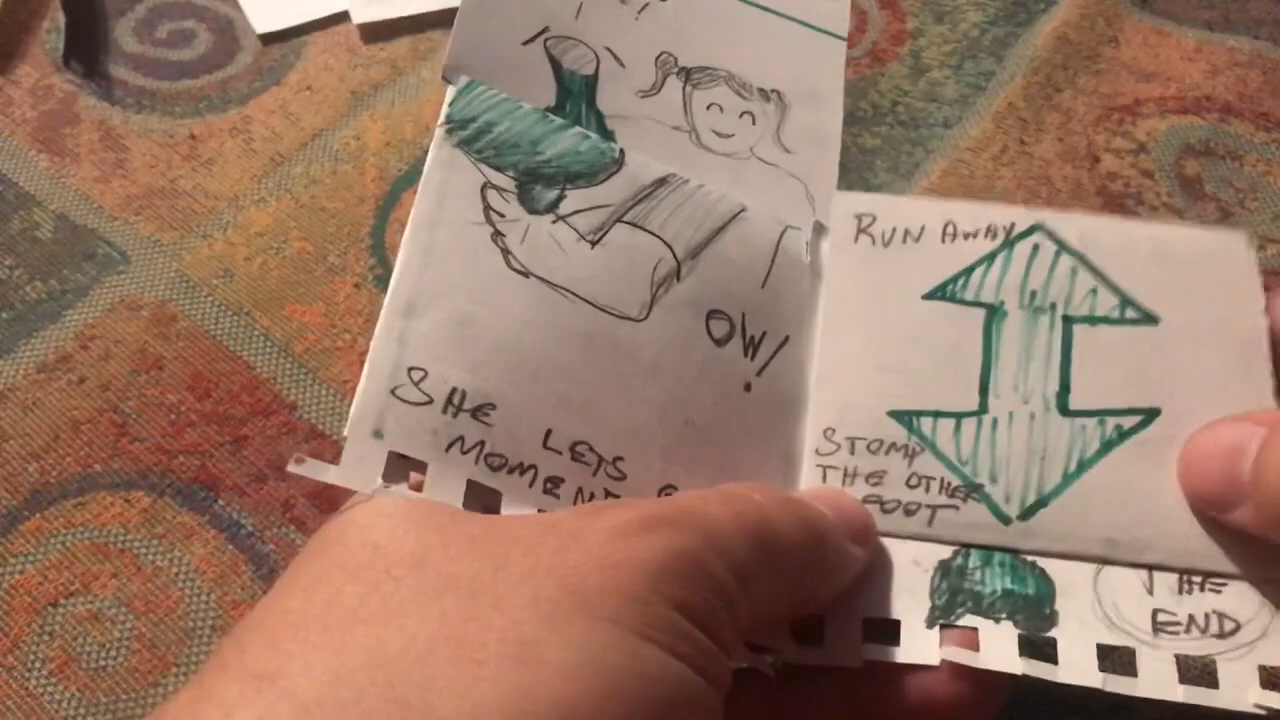 OW!
SHE LETS
MOMENT
RUN AWAY
STOMP
THE OTHER
FOOT
THE
END